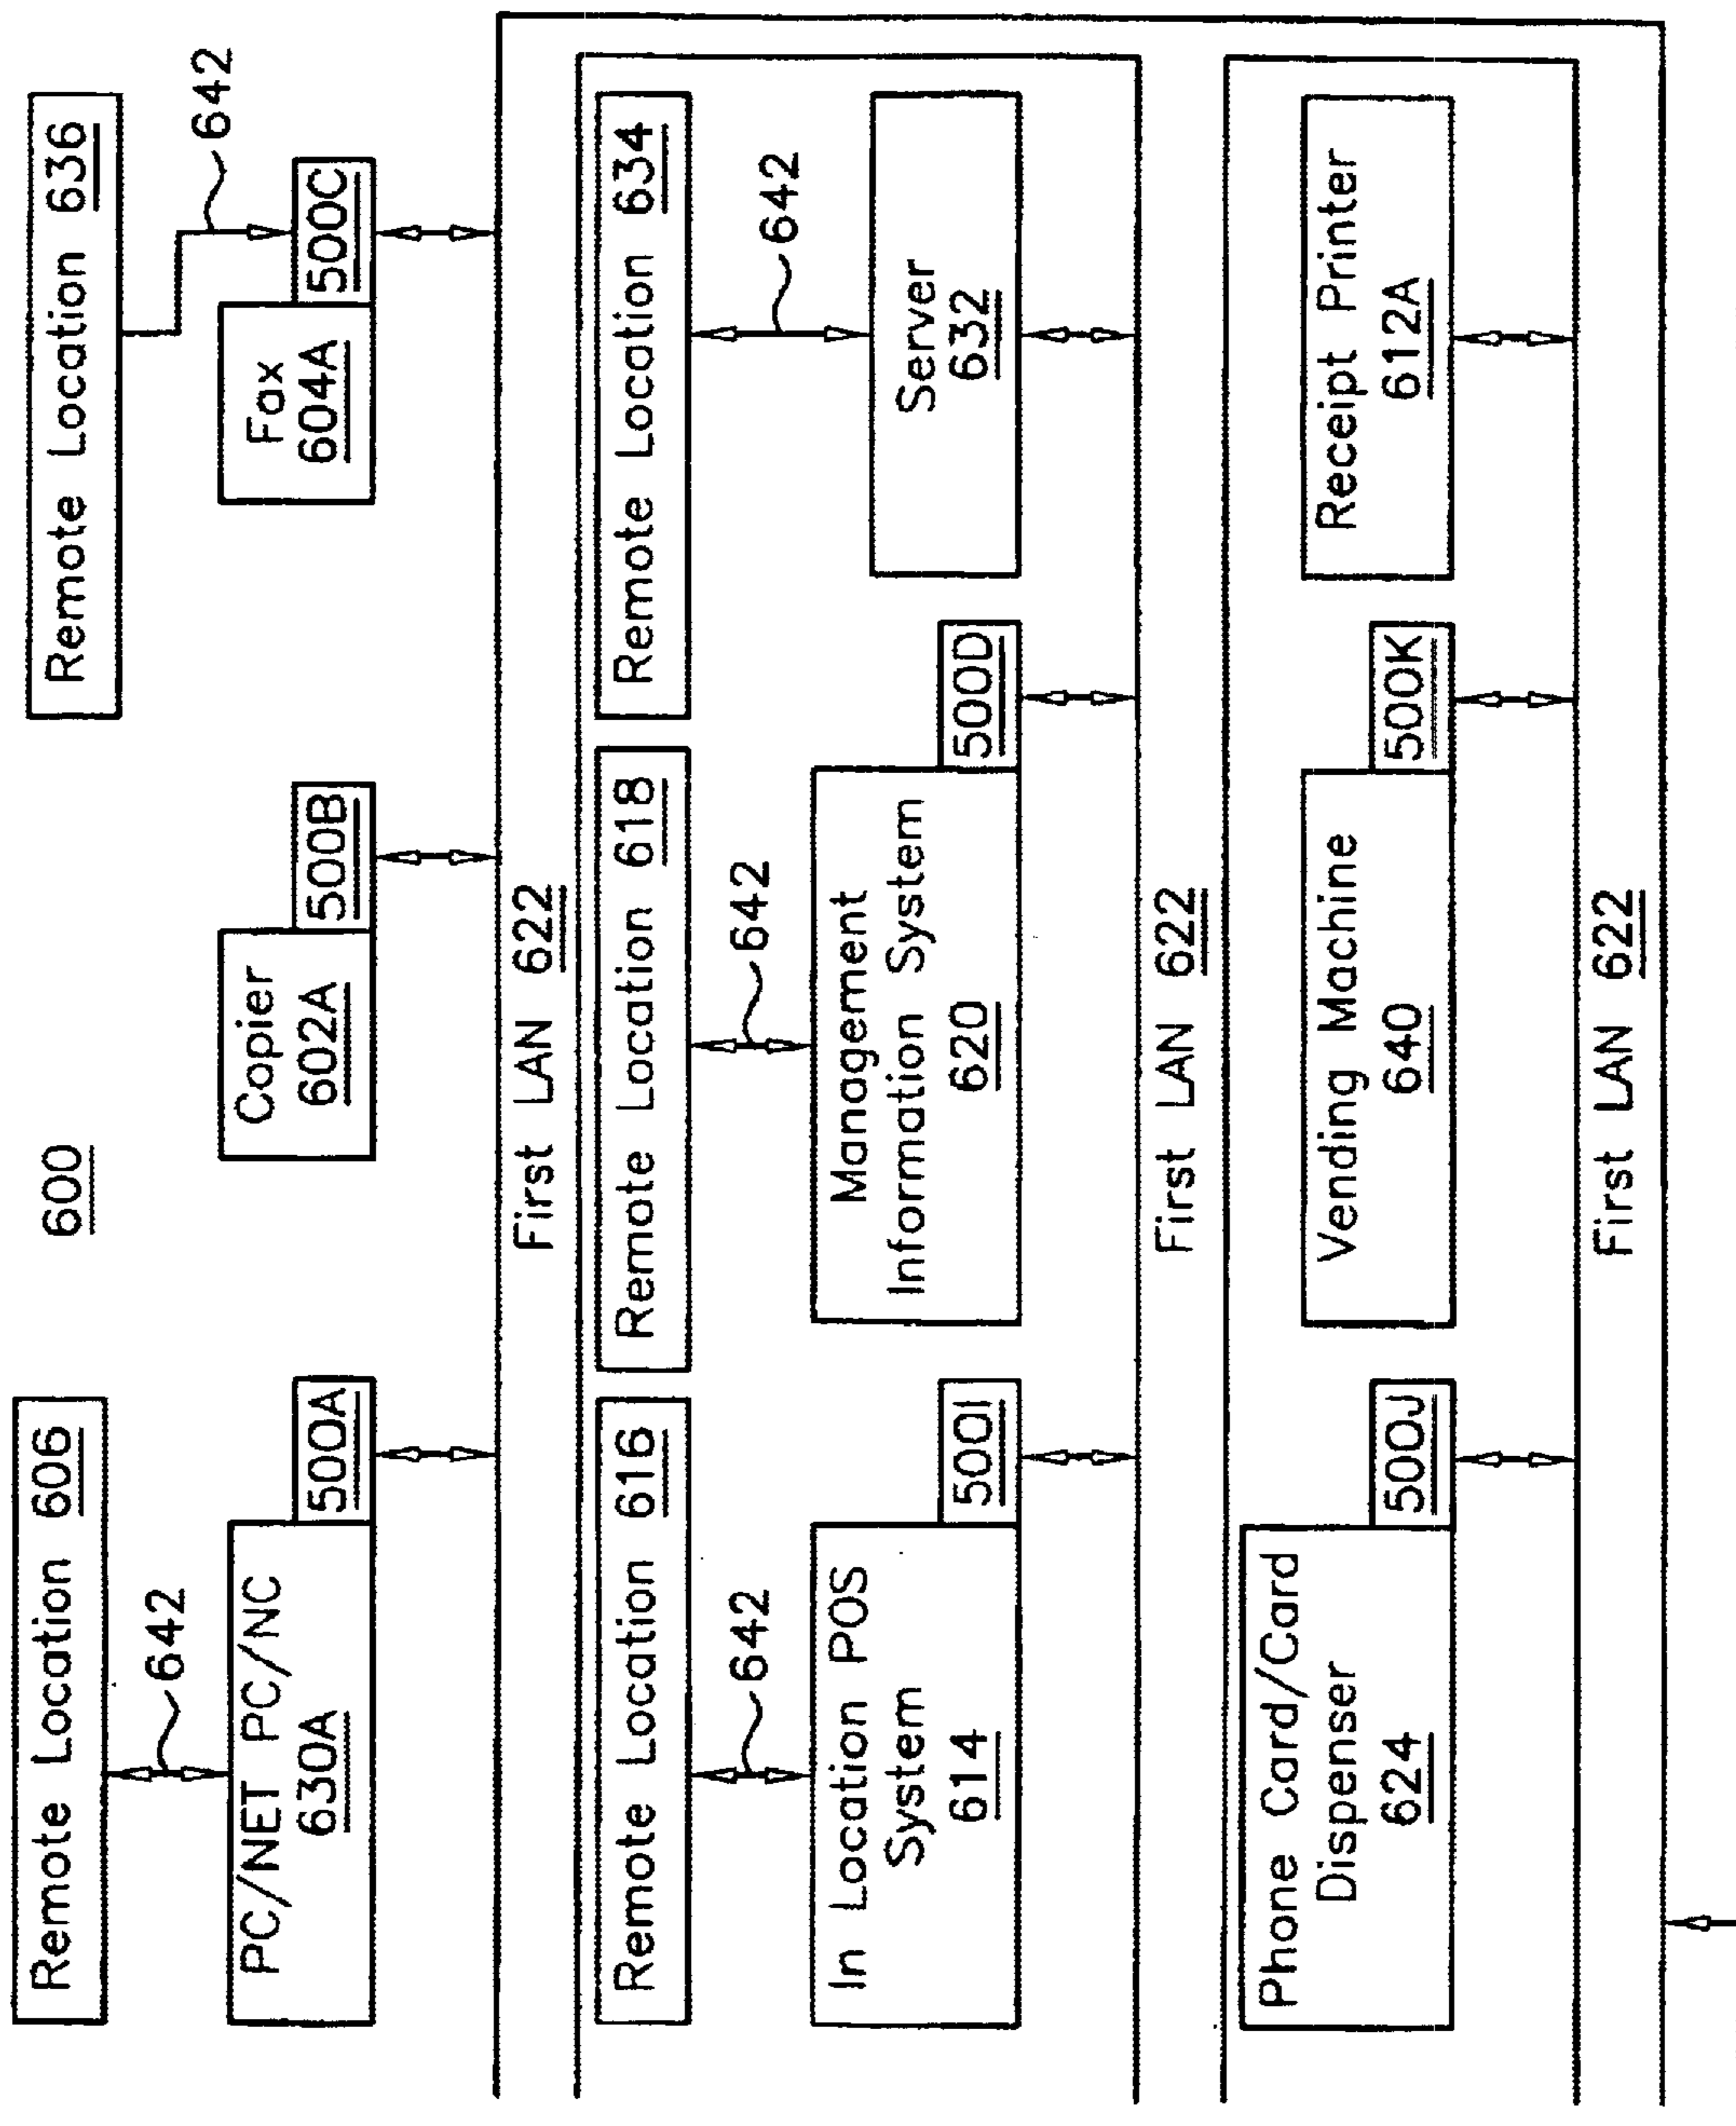 600
Remote Location 606
642
PC/NET PC/NC
630A
500A
Copier
602A
500B
Remote Location 636
642
Fax
604A
500C
First LAN 622
Remote Location 616
642
In Location POS
System
614
500I
Remote Location 618
642
Management
Information System
620
500D
Remote Location 634
642
Server
632
First LAN 622
Phone Card/Card
Dispenser
624
500J
Vending Machine
640
500K
Receipt Printer
612A
First LAN 622